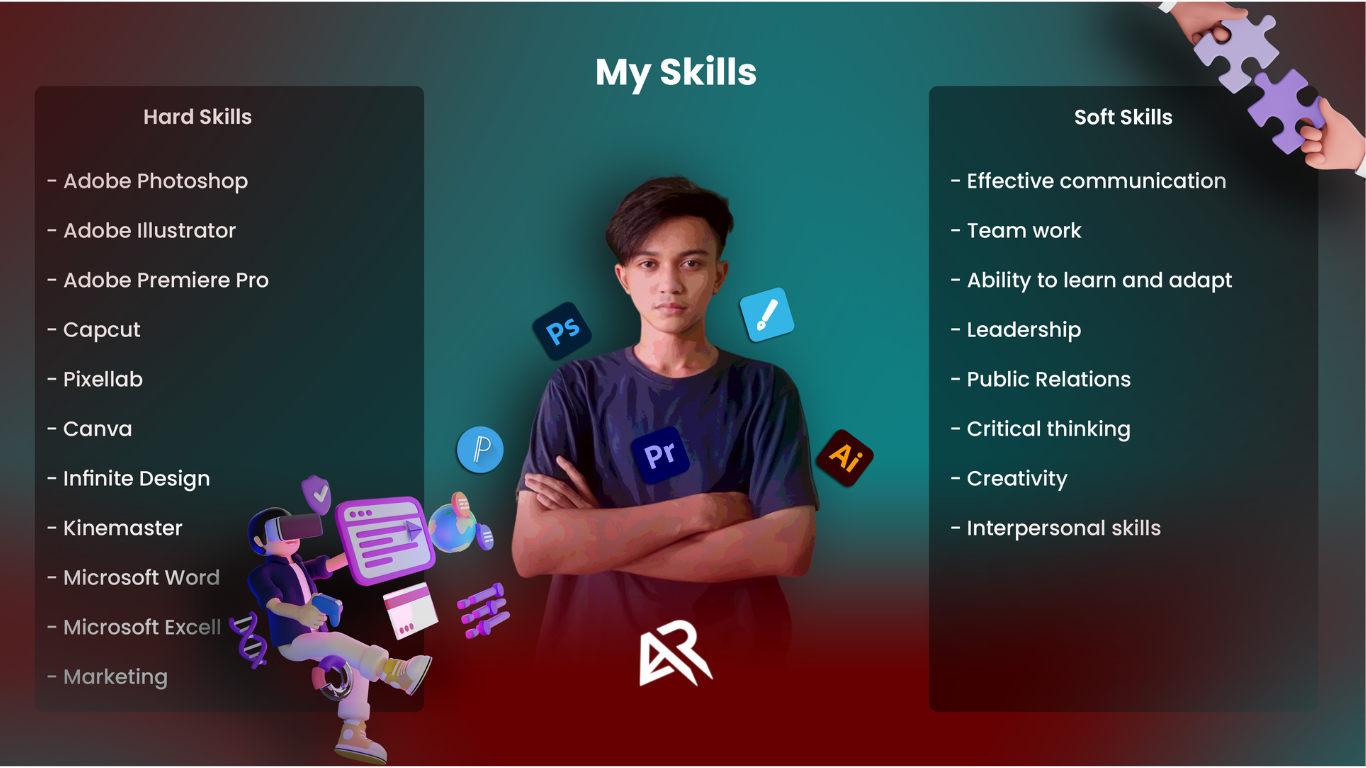 My Skills
Hard Skills
- Adobe Photoshop
- Adobe Illustrator
- Adobe Premiere Pro
- Capcut
- Pixellab
- Canva
- Infinite Design
- Kinemaster
- Microsoft Word
- Microsoft Excell
- Marketing
Ps
P
Pr
Ai
AR
Soft Skills
- Effective communication
- Team work
- Ability to learn and adapt
- Leadership
- Public Relations
- Critical thinking
- Creativity
- Interpersonal skills